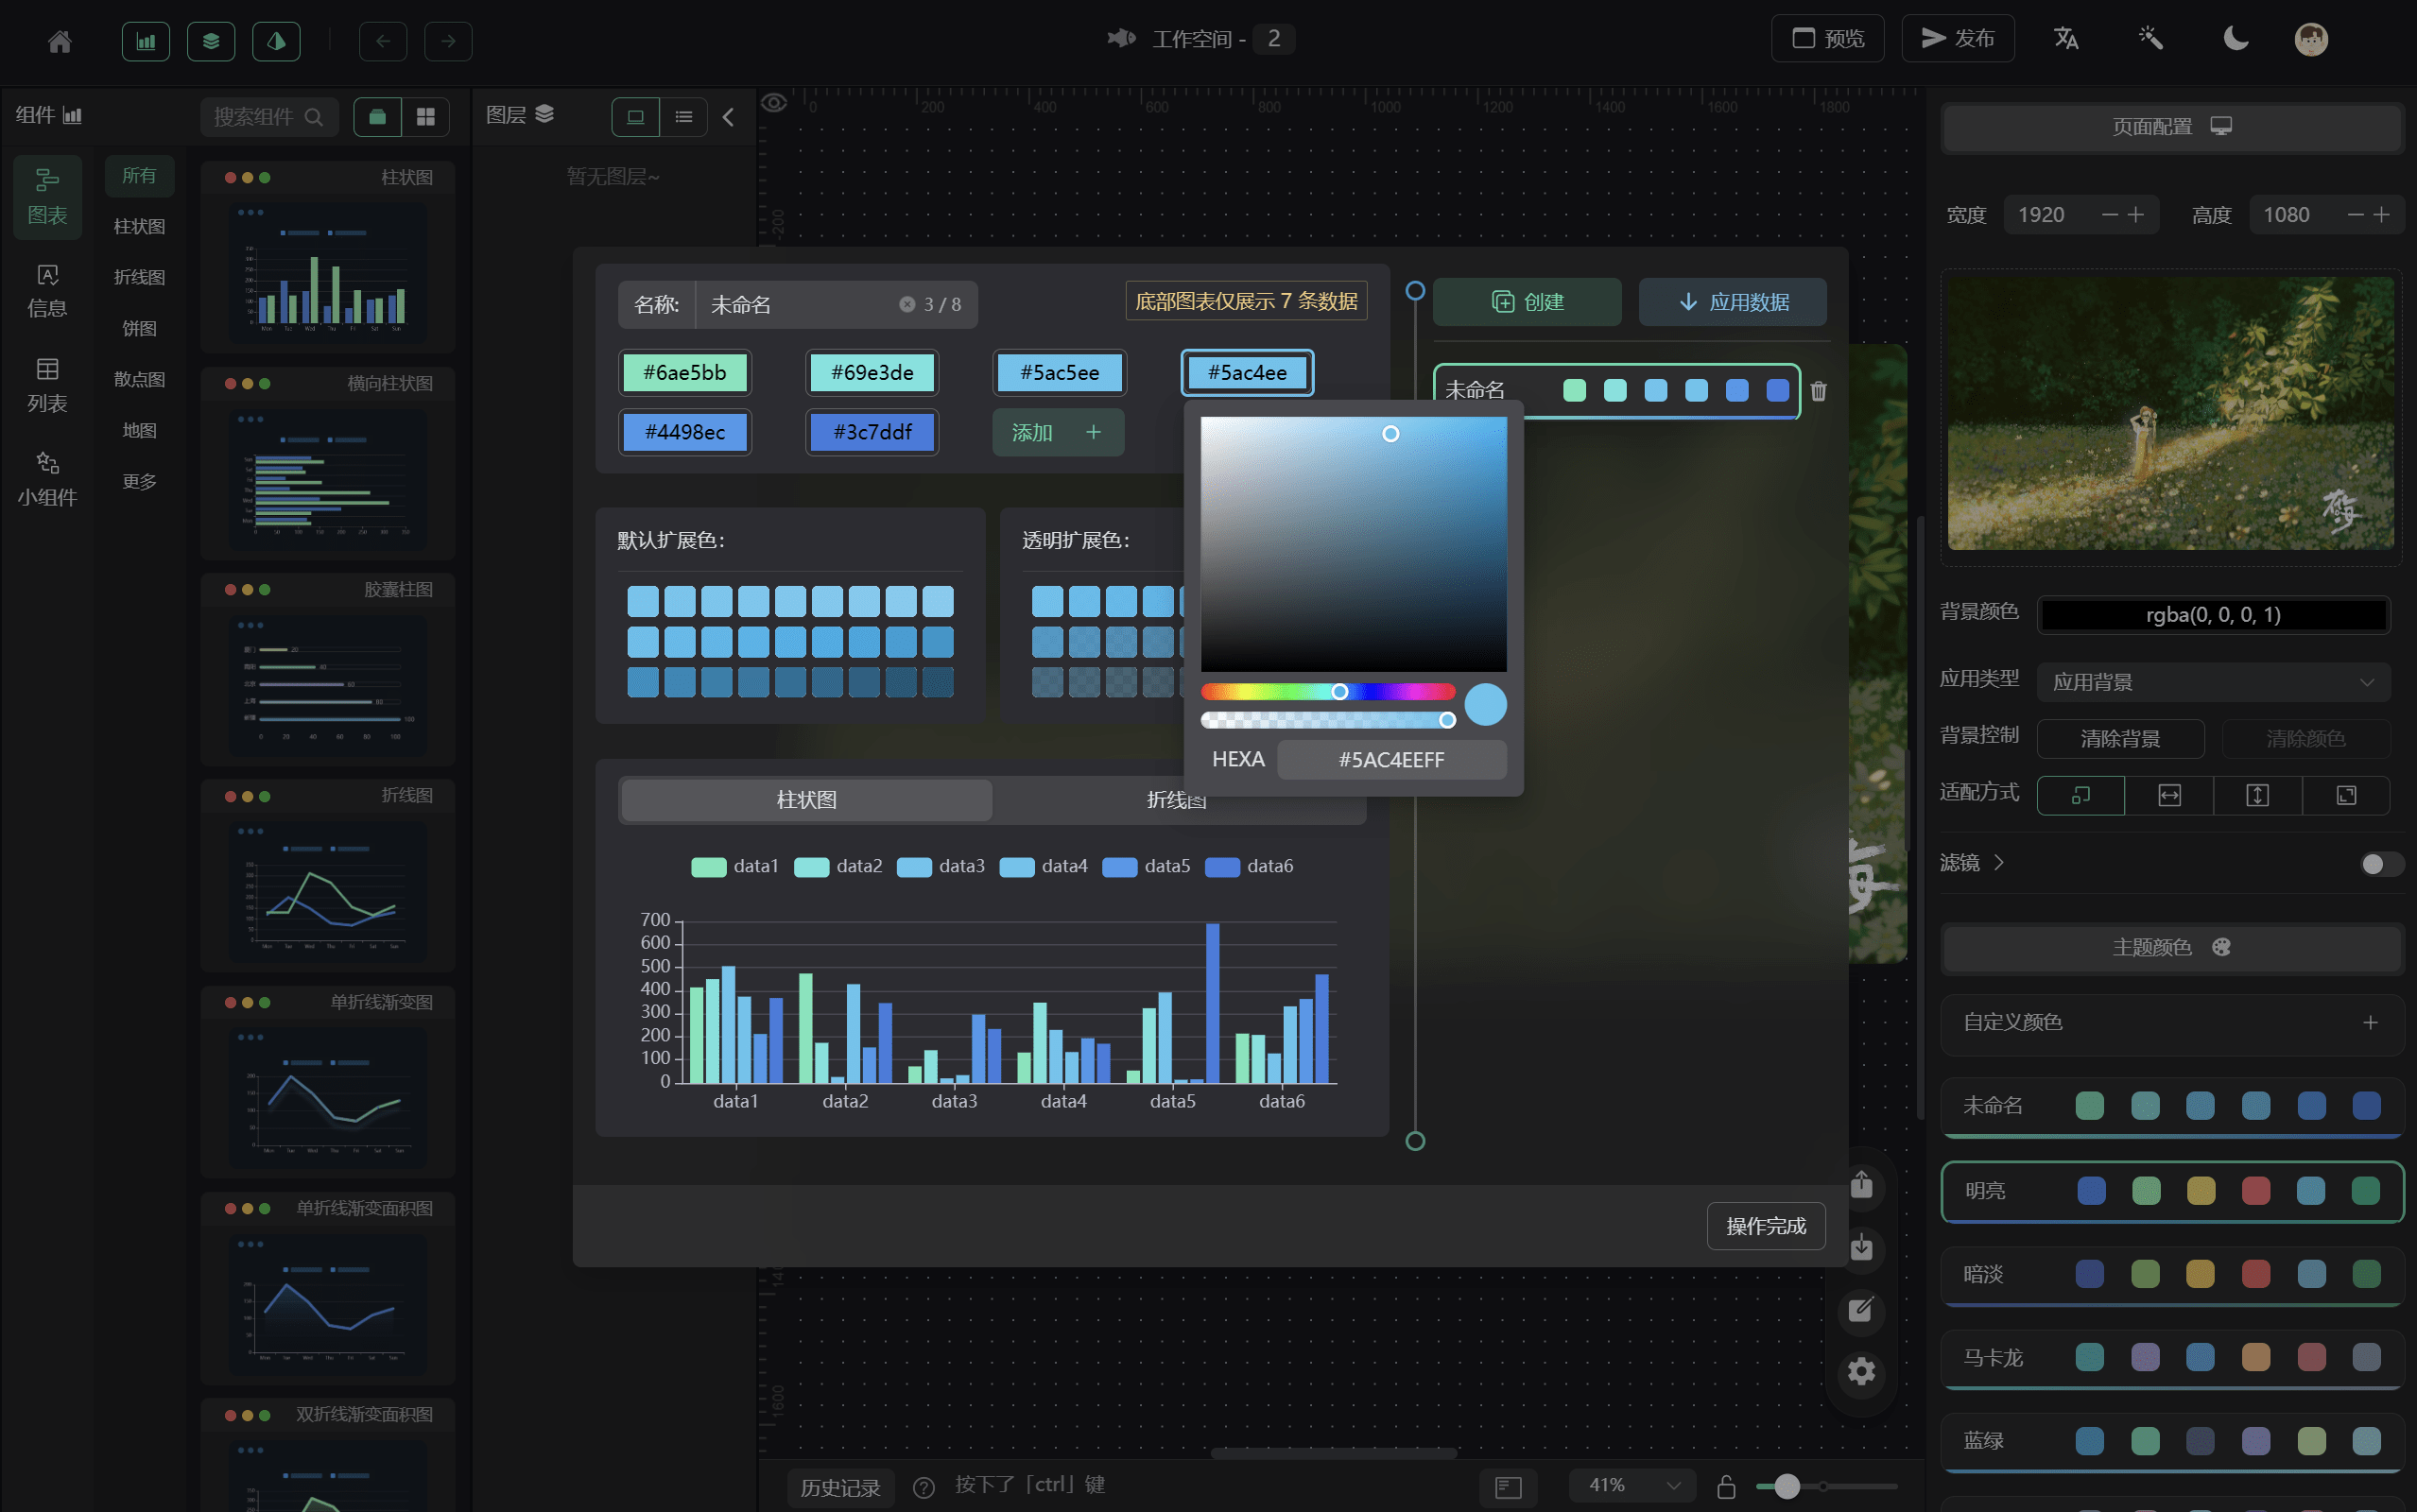 工作空间 - 2
预览
发布
组件
搜索组件
图层
暂无图层~
图表
信息
列表
小组件
所有
柱状图
折线图
饼图
散点图
地图
更多
柱状图
横向柱状图
胶囊柱图
折线图
单折线渐变图
单折线渐变面积图
双折线渐变面积图
0 200 400 600 800 1000 1200 1400 1600 1800
-200
1600
名称:
未命名
3 / 8
底部图表仅展示 7 条数据
#6ae5bb
#69e3de
#5ac5ee
#5ac4ee
#4498ec
#3c7ddf
添加
创建
应用数据
未命名
默认扩展色:
透明扩展色:
HEXA
#5AC4EEFF
柱状图
折线图
data1 data2 data3 data4 data5 data6
700
600
500
400
300
200
100
0
data1 data2 data3 data4 data5 data6
操作完成
历史记录
按下了「ctrl」键
41%
页面配置
宽度
1920
高度
1080
背景颜色
rgba(0, 0, 0, 1)
应用类型
应用背景
背景控制
清除背景
清除颜色
适配方式
滤镜
主题颜色
自定义颜色
未命名
明亮
暗淡
马卡龙
蓝绿